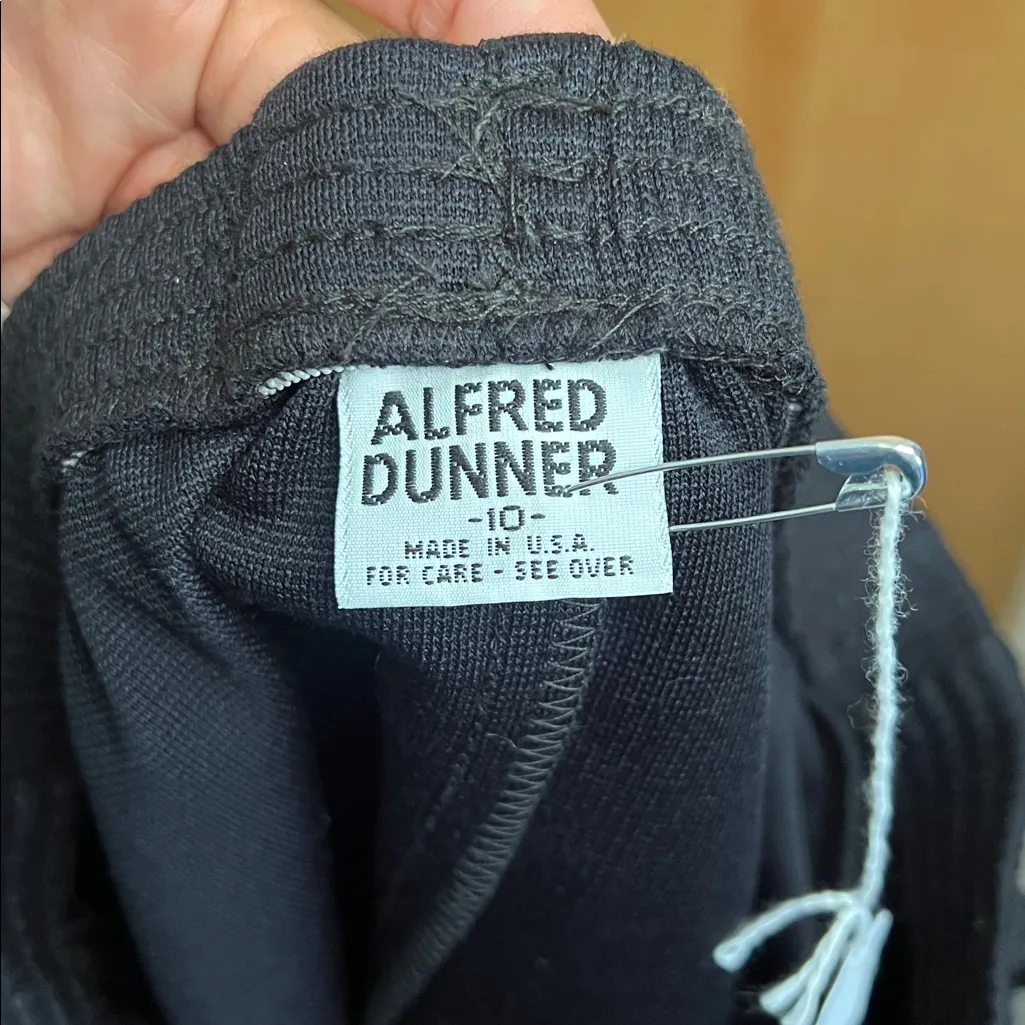 ALFRED
DUNNER
-10-
MADE IN U.S.A.
FOR CARE - SEE OVER